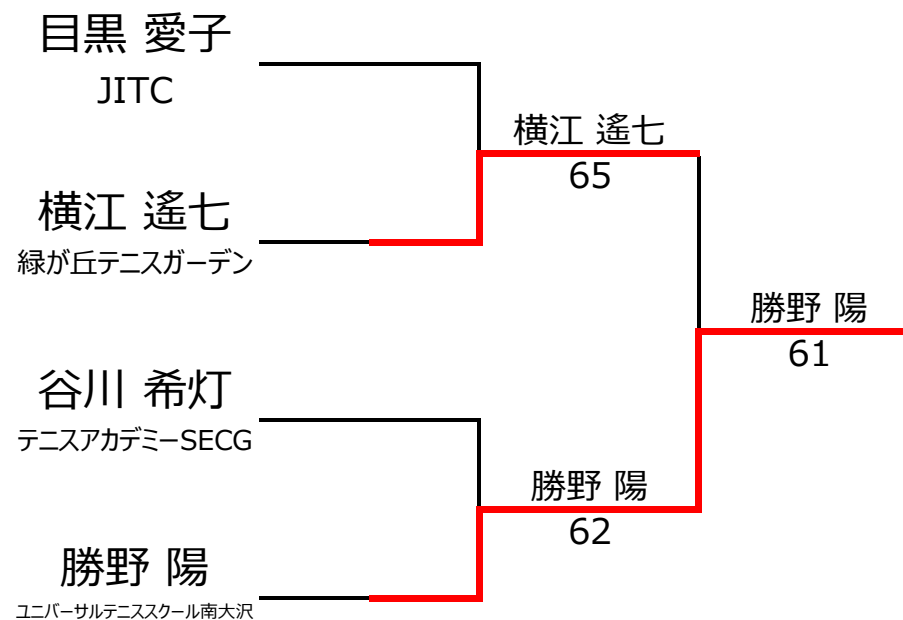 目黒 愛子
JITC
横江 遙七
65
横江 遙七
緑が丘テニスガーデン
勝野 陽
61
谷川 希灯
テニスアカデミーSECG
勝野 陽
62
勝野 陽
ユニバーサルテニススクール南大沢